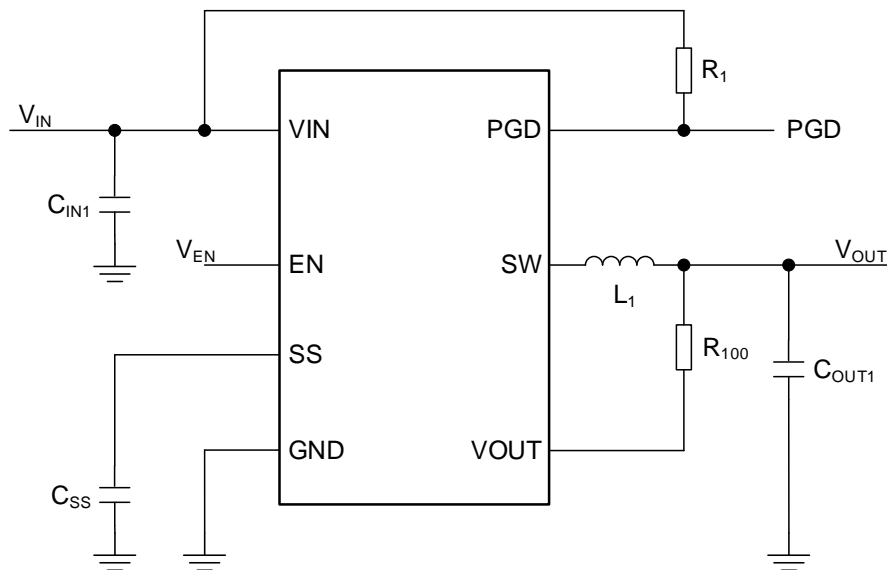 R1
VIN
VIN
PGD
PGD
CIN1
VEN
EN
SW
VOUT
L1
SS
R100
COUT1
GND
VOUT
CSS